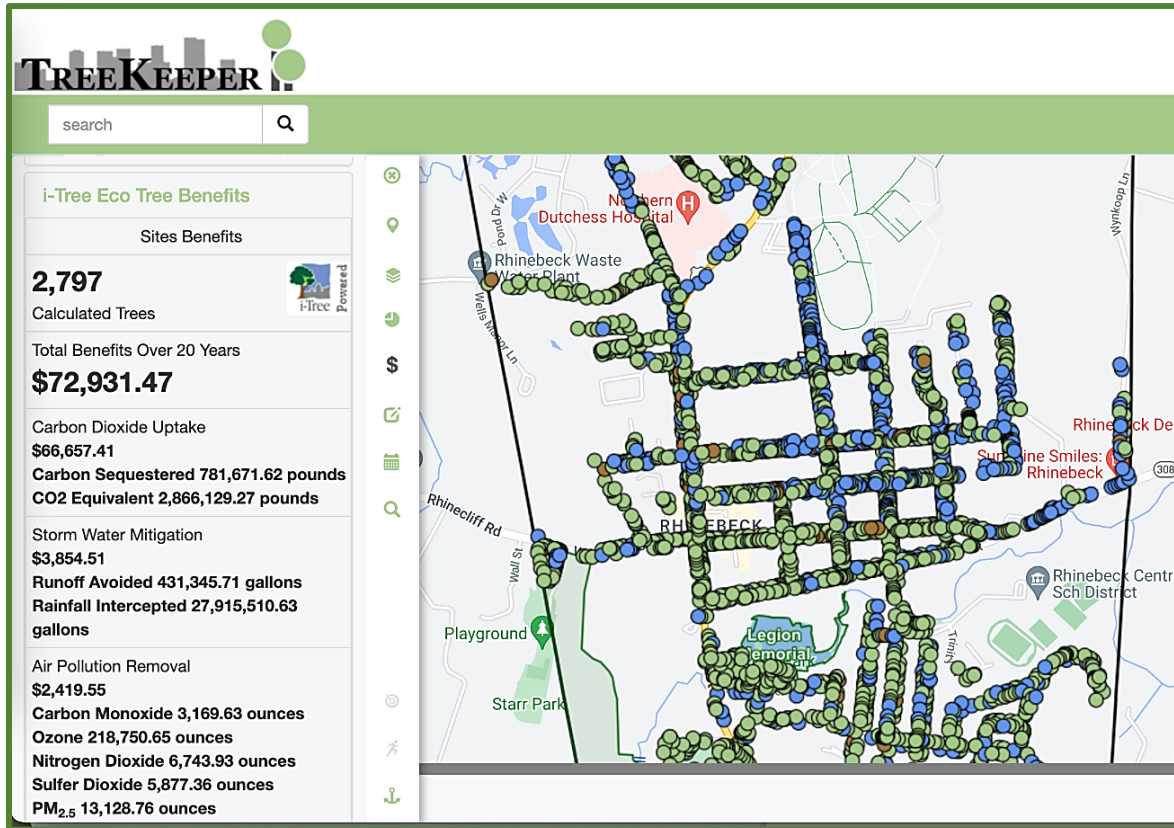 TREEKEEPER
search
i-Tree Eco Tree Benefits
Sites Benefits
2,797
Calculated Trees
i-Tree
Powered
Total Benefits Over 20 Years
$72,931.47
Carbon Dioxide Uptake
$66,657.41
Carbon Sequestered 781,671.62 pounds
CO2 Equivalent 2,866,129.27 pounds
Storm Water Mitigation
$3,854.51
Runoff Avoided 431,345.71 gallons
Rainfall Intercepted 27,915,510.63
gallons
Air Pollution Removal
$2,419.55
Carbon Monoxide 3,169.63 ounces
Ozone 218,750.65 ounces
Nitrogen Dioxide 6,743.93 ounces
Sulfer Dioxide 5,877.36 ounces
PM2.5 13,128.76 ounces
$
Pond Dr W
Northern
Dutchess Hospital
H
Wynkoop Ln
Rhinebeck Waste
Water Plant
Wells Manor Ln
Rhinebeck De
Sunshine Smiles:
Rhinebeck
308
Rhinecliff Rd
RHINEBECK
Wall St
Rhinebeck Centr
Sch District
Playground
Legion
Memorial
Trinity
Starr Park